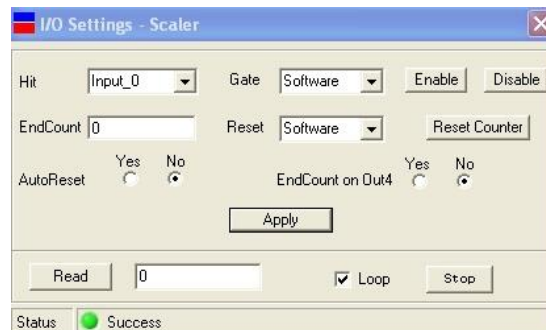 I/O Settings - Scaler
Hit Input_0 Gate Software Enable Disable
EndCount 0 Reset Software Reset Counter
Yes No Yes No
AutoReset EndCount on Out4
Apply
Read 0 Loop Stop
Status Success